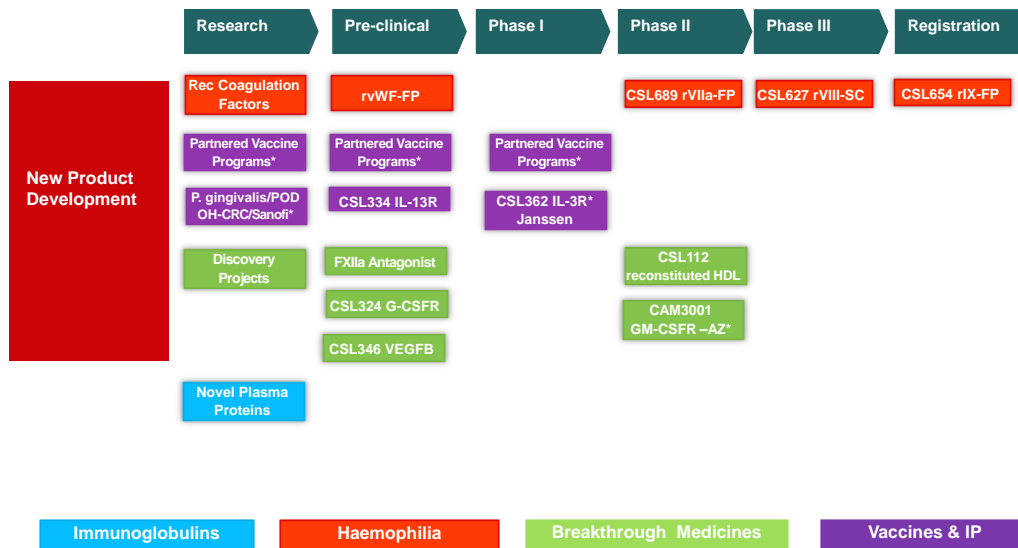 Research
Pre-clinical
Phase I
Phase II
Phase III
Registration
New Product
Development
Rec Coagulation
Factors
rvWF-FP
CSL689 rVIIa-FP
CSL627 rVIII-SC
CSL654 rIX-FP
Partnered Vaccine
Programs*
Partnered Vaccine
Programs*
Partnered Vaccine
Programs*
P. gingivalis/POD
OH-CRC/Sanofi*
CSL334 IL-13R
CSL362 IL-3R*
Janssen
Discovery
Projects
FXIIa Antagonist
CSL112
reconstituted HDL
CSL324 G-CSFR
CAM3001
GM-CSFR –AZ*
CSL346 VEGFB
Novel Plasma
Proteins
Immunoglobulins
Haemophilia
Breakthrough Medicines
Vaccines & IP